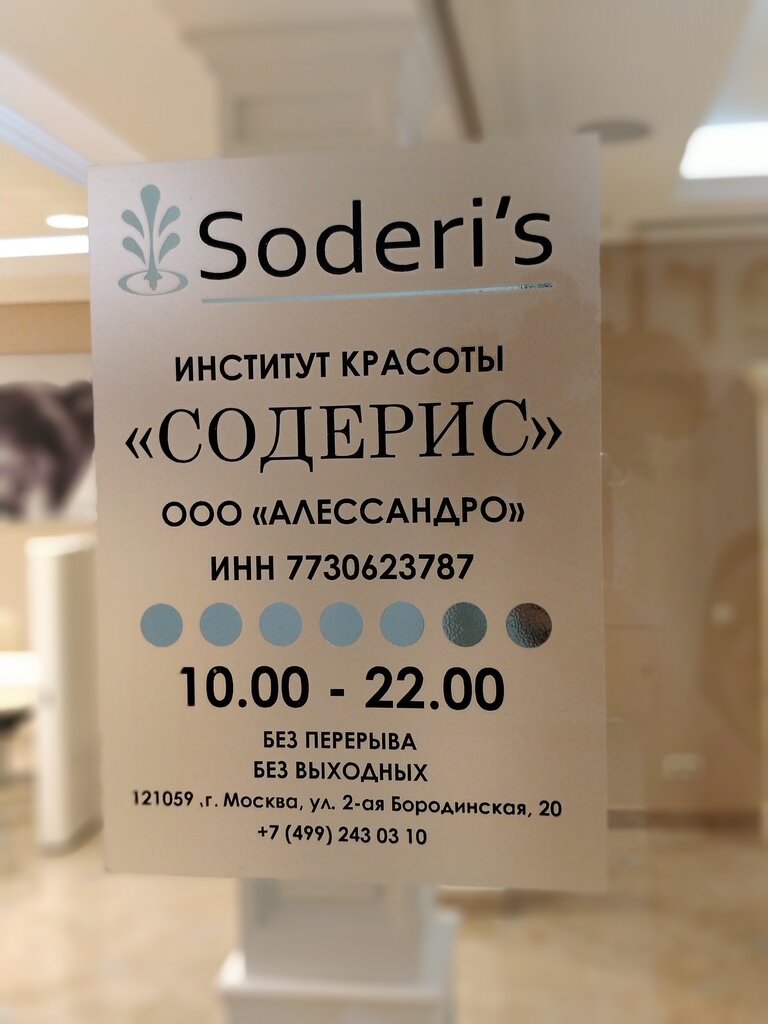 Soderi's
ИНСТИТУТ КРАСОТЫ
«СОДЕРИС»
ООО «АЛЕССАНДРО»
ИНН 7730623787
10.00 - 22.00
БЕЗ ПЕРЕРЫВА
БЕЗ ВЫХОДНЫХ
121059 .г. Москва, ул. 2-ая Бородинская, 20
+7 (499) 243 03 10